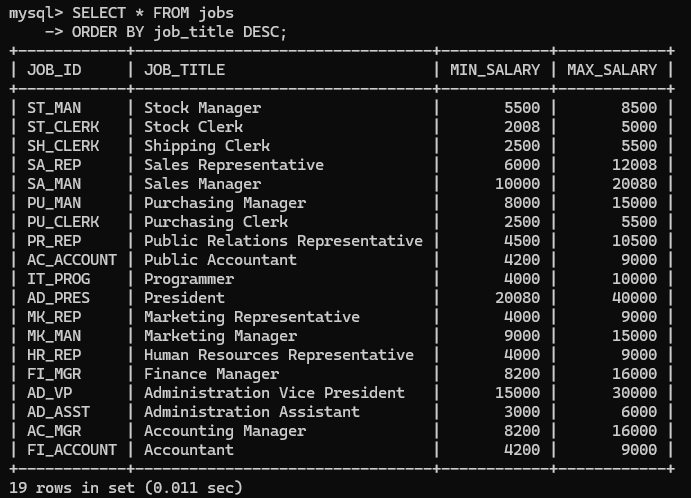 mysql> SELECT * FROM jobs
    -> ORDER BY job_title DESC;
+------------+---------------------------------+------------+------------+
| JOB_ID     | JOB_TITLE                       | MIN_SALARY | MAX_SALARY |
+------------+---------------------------------+------------+------------+
| ST_MAN     | Stock Manager                   |       5500 |       8500 |
| ST_CLERK   | Stock Clerk                     |       2008 |       5000 |
| SH_CLERK   | Shipping Clerk                  |       2500 |       5500 |
| SA_REP     | Sales Representative            |       6000 |      12008 |
| SA_MAN     | Sales Manager                   |      10000 |      20080 |
| PU_MAN     | Purchasing Manager              |       8000 |      15000 |
| PU_CLERK   | Purchasing Clerk                |       2500 |       5500 |
| PR_REP     | Public Relations Representative |       4500 |      10500 |
| AC_ACCOUNT | Public Accountant               |       4200 |       9000 |
| IT_PROG    | Programmer                      |       4000 |      10000 |
| AD_PRES    | President                       |      20080 |      40000 |
| MK_REP     | Marketing Representative        |       4000 |       9000 |
| MK_MAN     | Marketing Manager               |       9000 |      15000 |
| HR_REP     | Human Resources Representative  |       4000 |       9000 |
| FI_MGR     | Finance Manager                 |       8200 |      16000 |
| AD_VP      | Administration Vice President   |      15000 |      30000 |
| AD_ASST    | Administration Assistant        |       3000 |       6000 |
| AC_MGR     | Accounting Manager              |       8200 |      16000 |
| FI_ACCOUNT | Accountant                      |       4200 |       9000 |
+------------+---------------------------------+------------+------------+
19 rows in set (0.011 sec)